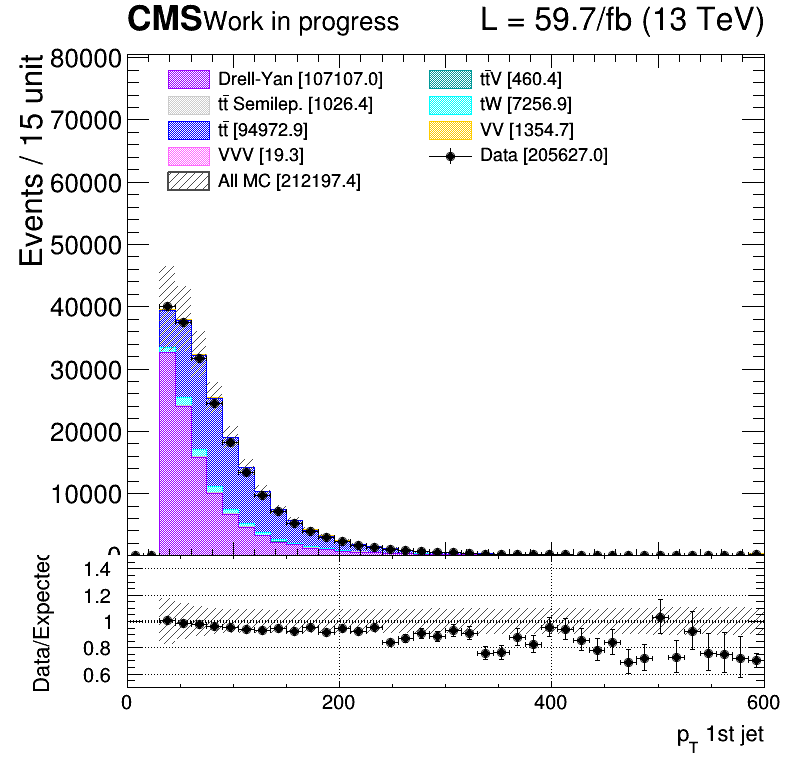 CMS Work in progress L = 59.7/fb (13 TeV)
Events / 15 unit
80000
70000
60000
50000
40000
30000
20000
10000
0
Drell-Yan [107107.0]
tt̄ Semilep. [1026.4]
tt̄ [94972.9]
VVV [19.3]
All MC [212197.4]
tt̄V [460.4]
tW [7256.9]
VV [1354.7]
Data [205627.0]
Data/Expected
1.4
1.2
1
0.8
0.6
0 200 400 600
p_T 1st jet